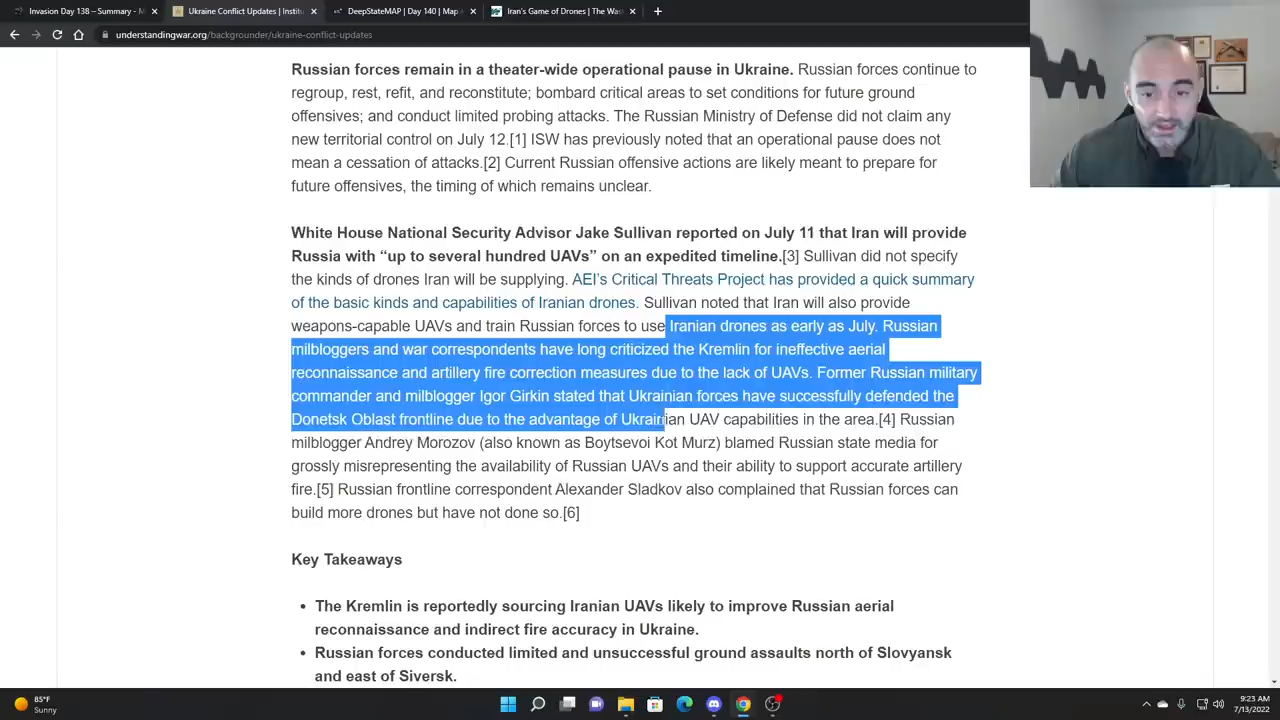 Invasion Day 138 – Summary - M
Ukraine Conflict Updates | Instit
DeepStateMAP | Day 140 | Map
Iran's Game of Drones | The Was
understandingwar.org/backgrounder/ukraine-conflict-updates
Russian forces remain in a theater-wide operational pause in Ukraine. Russian forces continue to
regroup, rest, refit, and reconstitute; bombard critical areas to set conditions for future ground
offensives; and conduct limited probing attacks. The Russian Ministry of Defense did not claim any
new territorial control on July 12.[1] ISW has previously noted that an operational pause does not
mean a cessation of attacks.[2] Current Russian offensive actions are likely meant to prepare for
future offensives, the timing of which remains unclear.
White House National Security Advisor Jake Sullivan reported on July 11 that Iran will provide
Russia with “up to several hundred UAVs” on an expedited timeline.[3] Sullivan did not specify
the kinds of drones Iran will be supplying. AEI’s Critical Threats Project has provided a quick summary
of the basic kinds and capabilities of Iranian drones. Sullivan noted that Iran will also provide
weapons-capable UAVs and train Russian forces to use Iranian drones as early as July. Russian
milbloggers and war correspondents have long criticized the Kremlin for ineffective aerial
reconnaissance and artillery fire correction measures due to the lack of UAVs. Former Russian military
commander and milblogger Igor Girkin stated that Ukrainian forces have successfully defended the
Donetsk Oblast frontline due to the advantage of Ukrainian UAV capabilities in the area.[4] Russian
milblogger Andrey Morozov (also known as Boytsevoi Kot Murz) blamed Russian state media for
grossly misrepresenting the availability of Russian UAVs and their ability to support accurate artillery
fire.[5] Russian frontline correspondent Alexander Sladkov also complained that Russian forces can
build more drones but have not done so.[6]
Key Takeaways
• The Kremlin is reportedly sourcing Iranian UAVs likely to improve Russian aerial
reconnaissance and indirect fire accuracy in Ukraine.
• Russian forces conducted limited and unsuccessful ground assaults north of Slovyansk
and east of Siversk.
85°F
Sunny
9:23 AM
7/13/2022